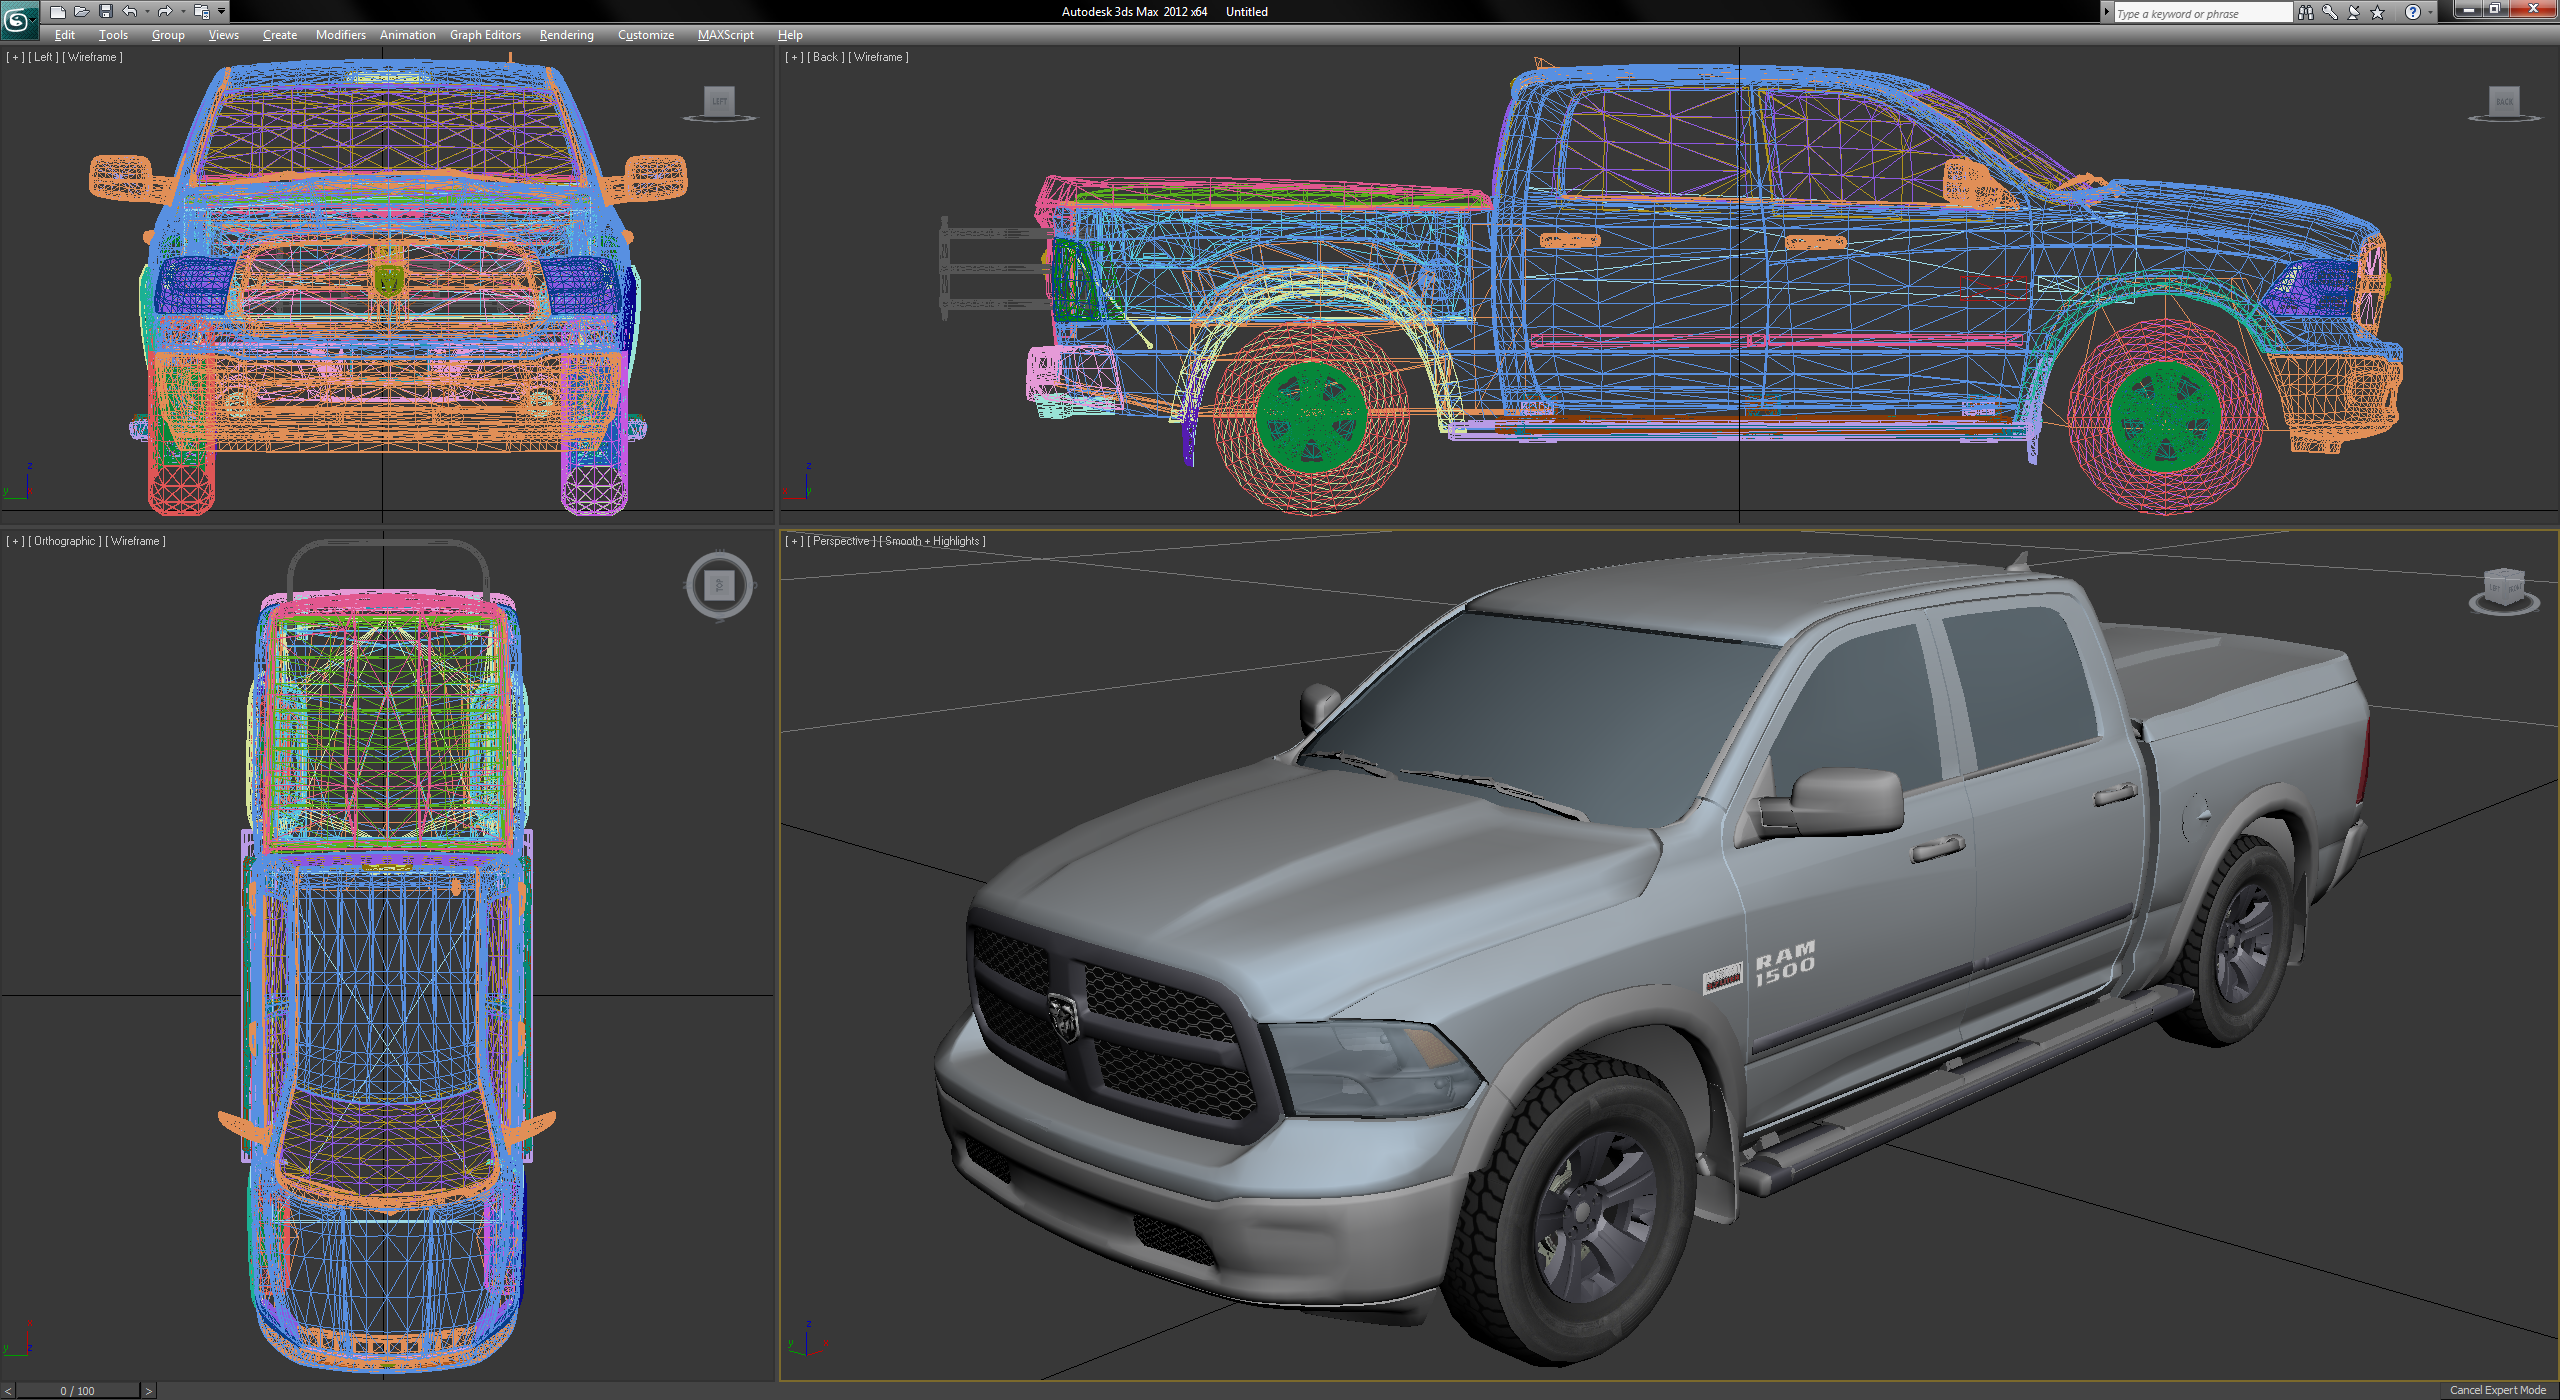 Autodesk 3ds Max 2012 x64 Untitled
Type a keyword or phrase
Edit Tools Group Views Create Modifiers Animation Graph Editors Rendering Customize MAXScript Help
[ + ] [ Left ] [ Wireframe ]
LEFT
[ + ] [ Back ] [ Wireframe ]
BACK
z
y
z
x
y
[ + ] [ Orthographic ] [ Wireframe ]
TOP
[ + ] [ Perspective ] [ Smooth + Highlights ]
RAM
1500
x
y
z
z
y
x
< 0 / 100 >
Cancel Expert Mode